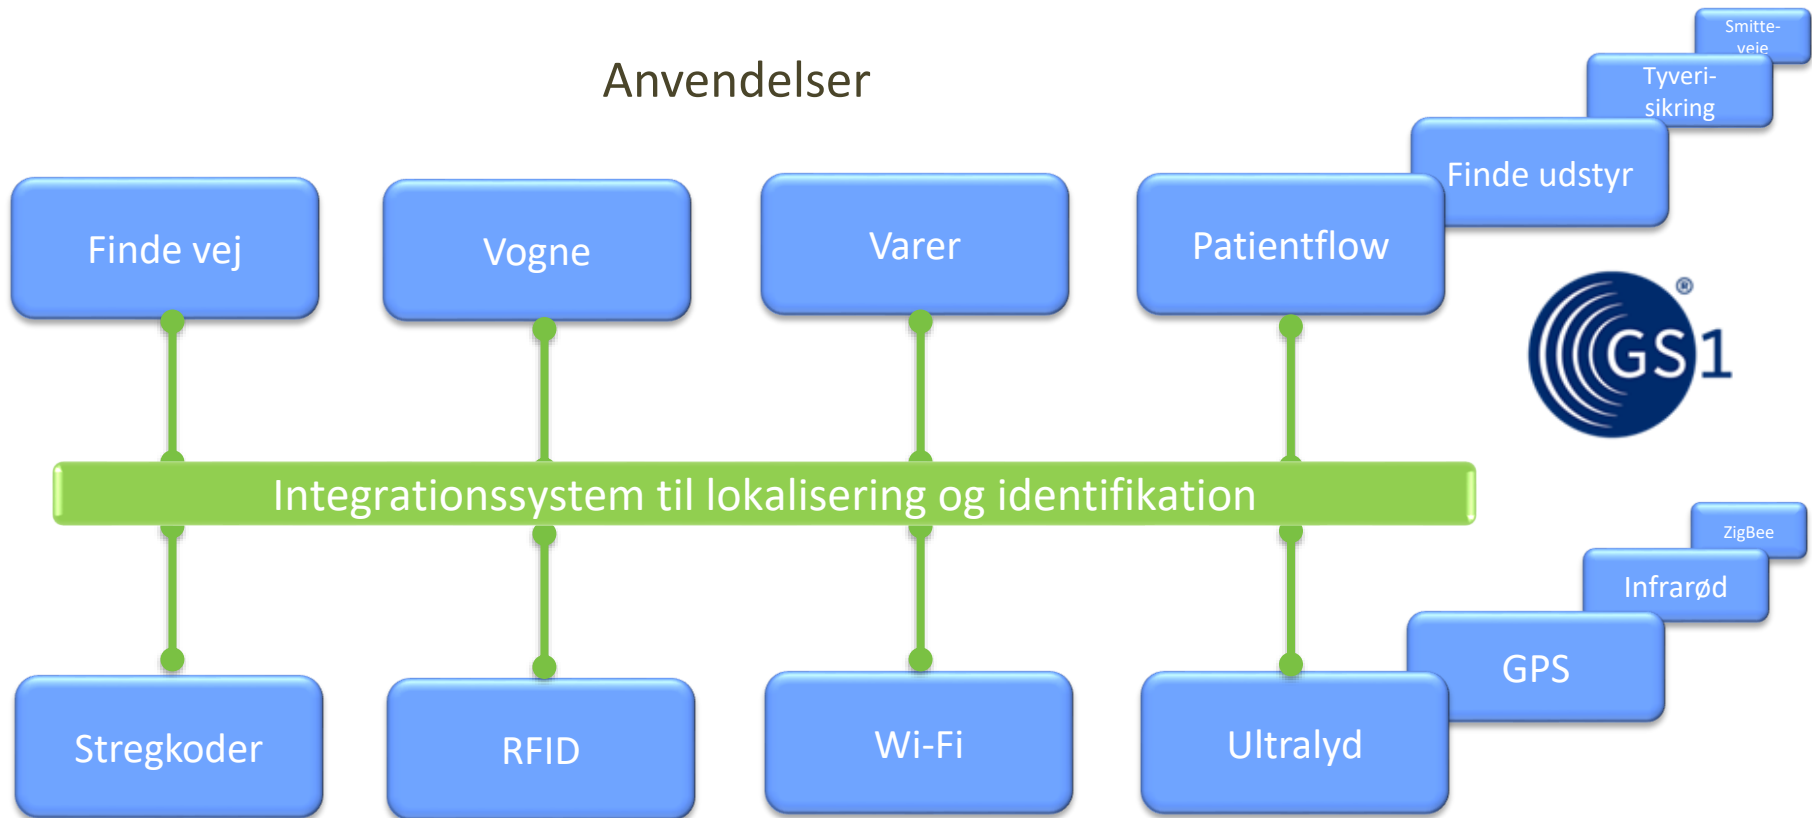 Anvendelser
Smitte-
veje
Tyveri-
sikring
Finde udstyr
Finde vej
Vogne
Varer
Patientflow
GS1®
Integrationssystem til lokalisering og identifikation
ZigBee
Infrarød
GPS
Stregkoder
RFID
Wi-Fi
Ultralyd